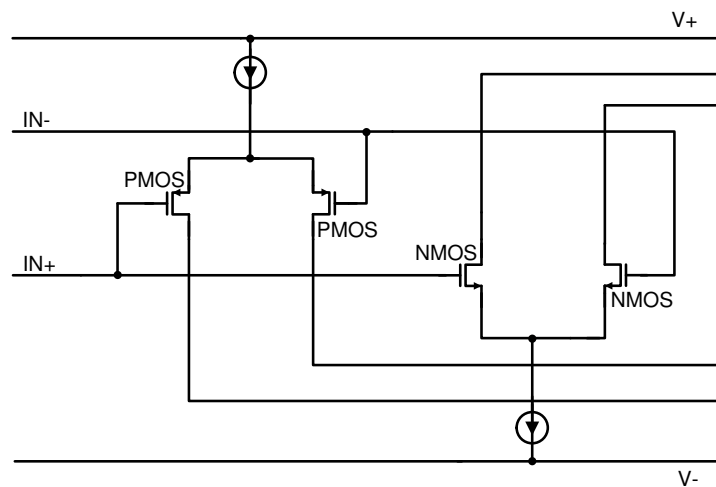 V+
IN-
PMOS
PMOS
NMOS
IN+
NMOS
V-